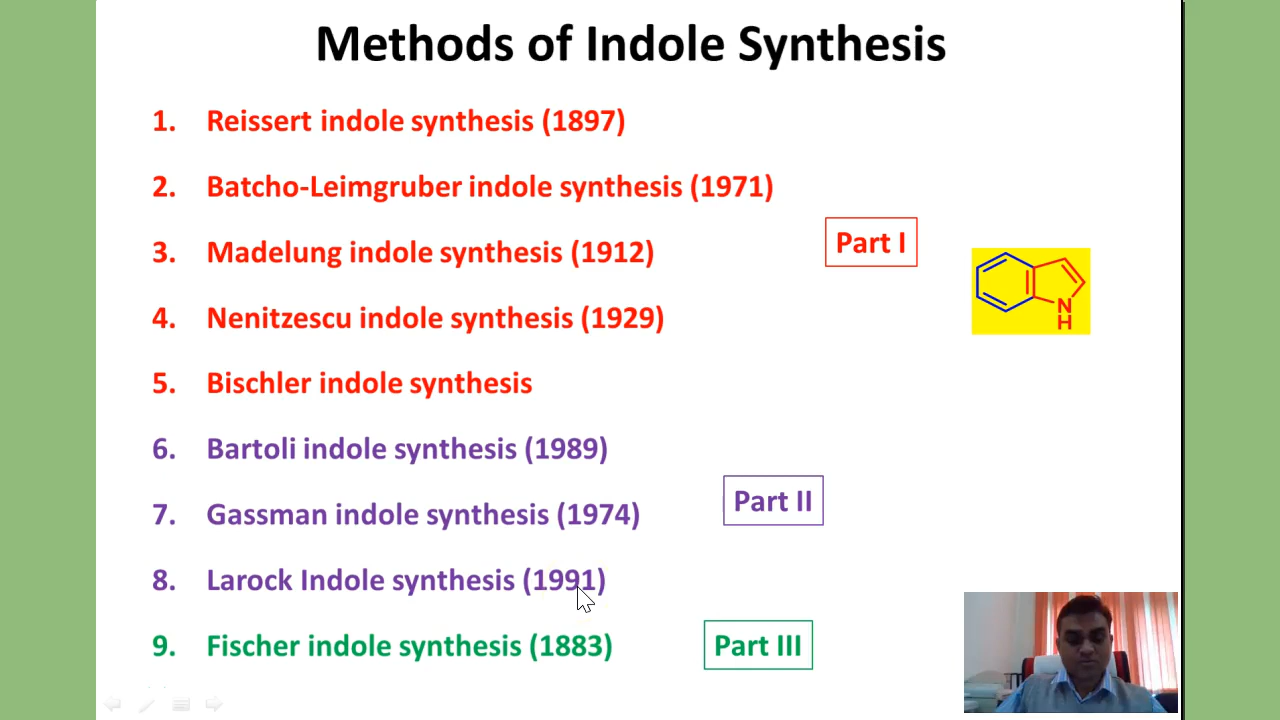 Methods of Indole Synthesis
1. Reissert indole synthesis (1897)
2. Batcho-Leimgruber indole synthesis (1971)
3. Madelung indole synthesis (1912)
Part I
4. Nenitzescu indole synthesis (1929)
N
H
5. Bischler indole synthesis
6. Bartoli indole synthesis (1989)
7. Gassman indole synthesis (1974)
Part II
8. Larock Indole synthesis (1991)
9. Fischer indole synthesis (1883)
Part III